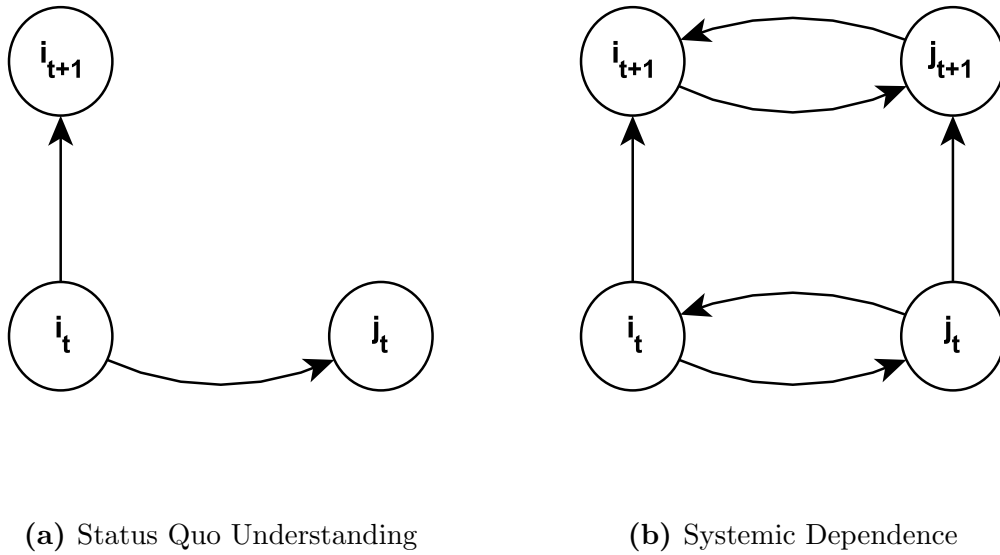 i_{t+1}
i_t
j_t
(a) Status Quo Understanding
i_{t+1}
j_{t+1}
i_t
j_t
(b) Systemic Dependence